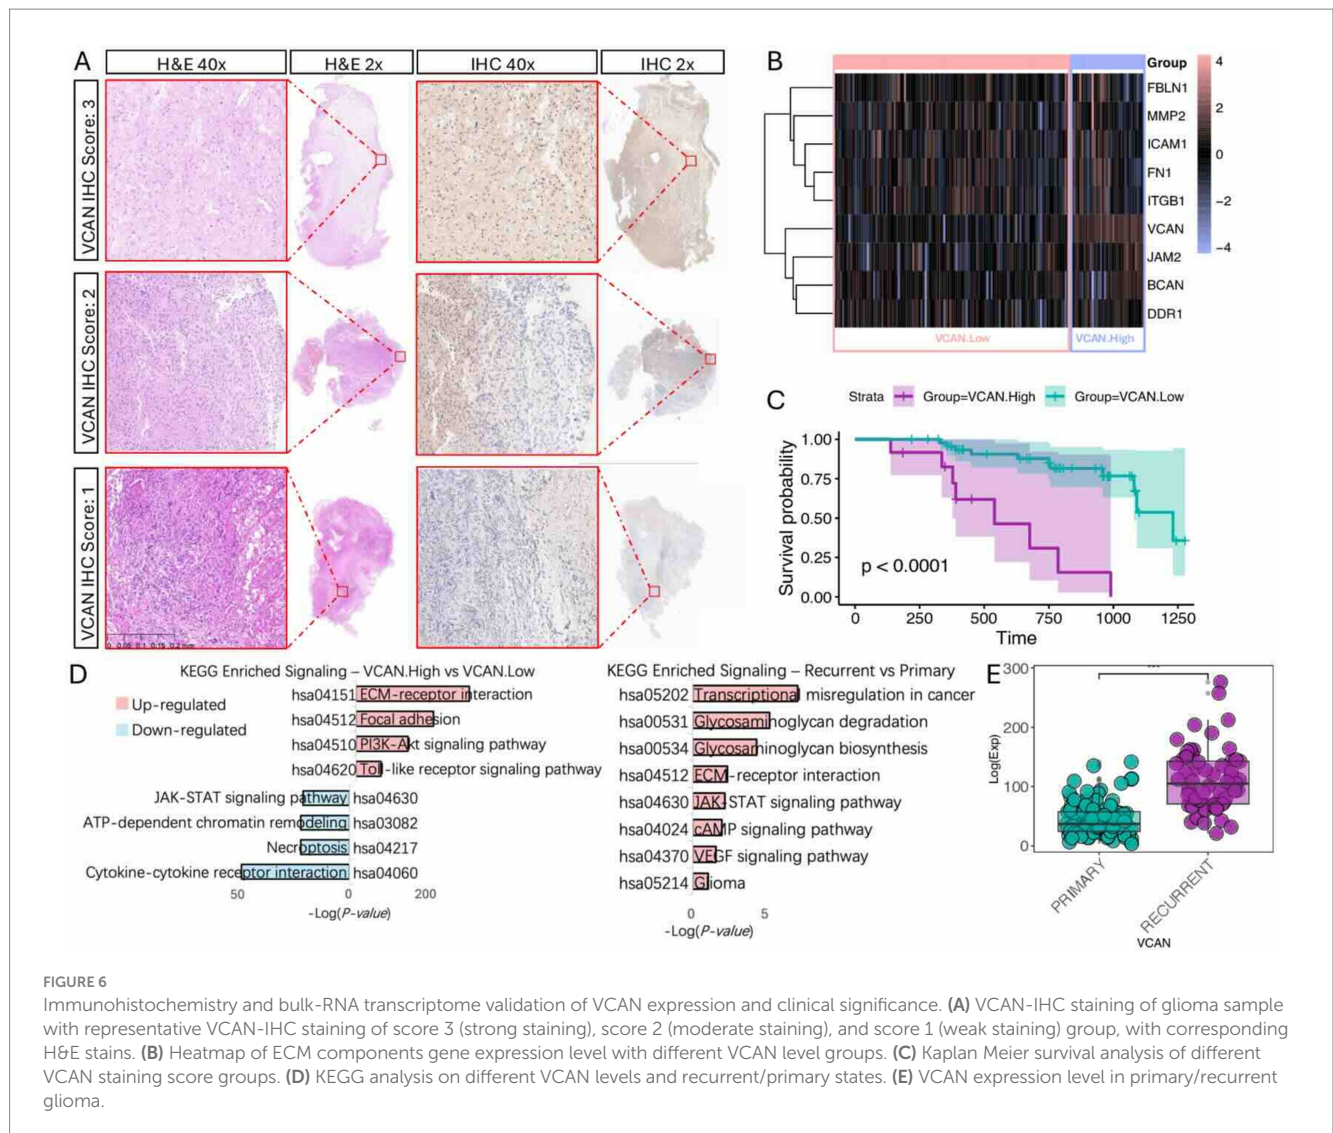 A
H&E 40x
H&E 2x
IHC 40x
IHC 2x
VCAN IHC Score: 3
VCAN IHC Score: 2
VCAN IHC Score: 1
0 0.05 0.1 0.15 0.2 mm
B
Group
FBLN1
MMP2
ICAM1
FN1
ITGB1
VCAN
JAM2
BCAN
DDR1
4
2
0
−2
−4
VCAN.Low
VCAN.High
C
Strata
Group=VCAN.High
Group=VCAN.Low
Survival probability
1.00
0.75
0.50
0.25
0.00
p < 0.0001
0 250 500 750 1000 1250
Time
D
KEGG Enriched Signaling – VCAN.High vs VCAN.Low
Up-regulated
Down-regulated
hsa04151 ECM-receptor interaction
hsa04512 Focal adhesion
hsa04510 PI3K-Akt signaling pathway
hsa04620 Toll-like receptor signaling pathway
JAK-STAT signaling pathway hsa04630
ATP-dependent chromatin remodeling hsa03082
Necroptosis hsa04217
Cytokine-cytokine receptor interaction hsa04060
50 0 200
-Log(P-value)
KEGG Enriched Signaling – Recurrent vs Primary
hsa05202 Transcriptional misregulation in cancer
hsa00531 Glycosaminoglycan degradation
hsa00534 Glycosaminoglycan biosynthesis
hsa04512 ECM-receptor interaction
hsa04630 JAK-STAT signaling pathway
hsa04024 cAMP signaling pathway
hsa04370 VEGF signaling pathway
hsa05214 Glioma
0 5
-Log(P-value)
E
***
Log(Exp)
300
200
100
0
PRIMARY
RECURRENT
VCAN
FIGURE 6
Immunohistochemistry and bulk-RNA transcriptome validation of VCAN expression and clinical significance. (A) VCAN-IHC staining of glioma sample
with representative VCAN-IHC staining of score 3 (strong staining), score 2 (moderate staining), and score 1 (weak staining) group, with corresponding
H&E stains. (B) Heatmap of ECM components gene expression level with different VCAN level groups. (C) Kaplan Meier survival analysis of different
VCAN staining score groups. (D) KEGG analysis on different VCAN levels and recurrent/primary states. (E) VCAN expression level in primary/recurrent
glioma.